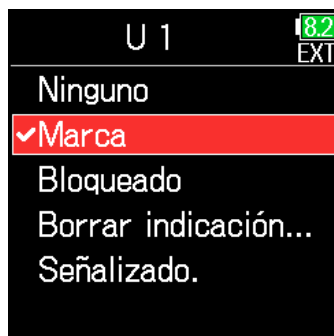 U 1
8.2
EXT
Ninguno
Marca
Bloqueado
Borrar indicación...
Señalizado.